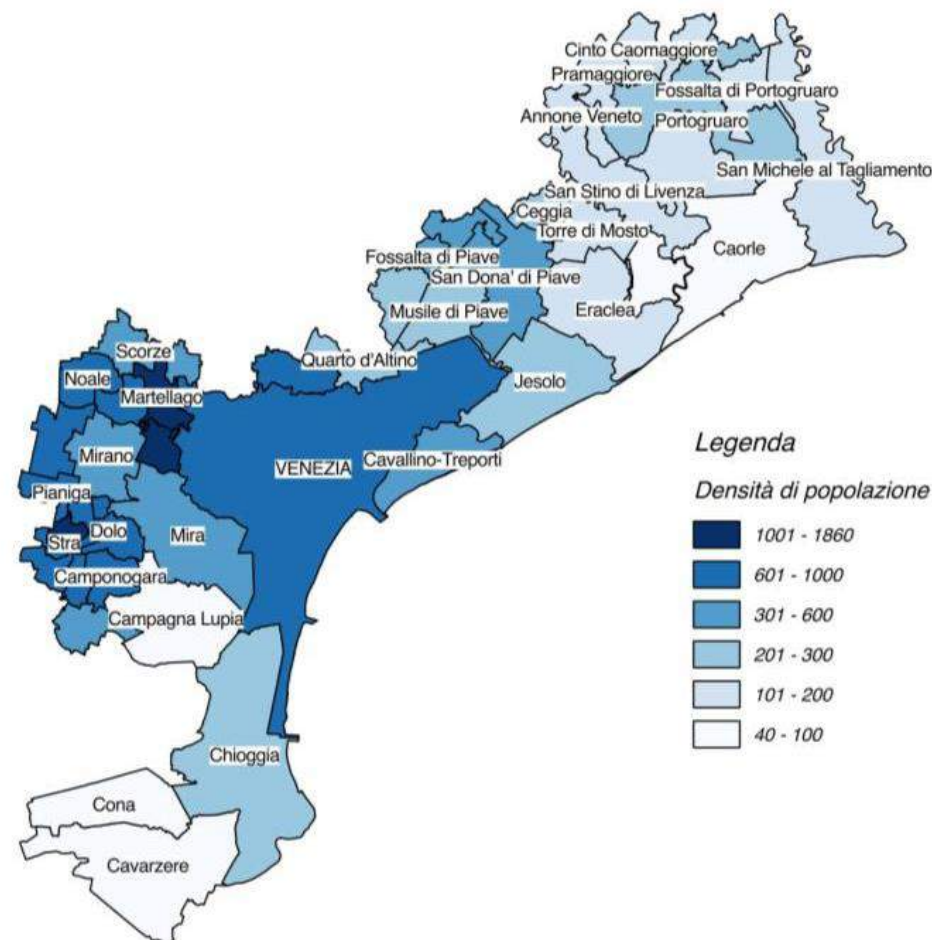 Cinto Caomaggiore
Pramaggiore
Fossalta di Portogruaro
Annone Veneto
Portogruaro
San Michele al Tagliamento
San Stino di Livenza
Ceggia
Torre di Mosto
Caorle
Fossalta di Piave
San Dona' di Piave
Musile di Piave
Eraclea
Scorze
Quarto d'Altino
Noale
Jesolo
Martellago
Mirano
VENEZIA
Cavallino-Treporti
Pianiga
Stra
Dolo
Mira
Camponogara
Campagna Lupia
Chioggia
Cona
Cavarzere
Legenda
Densità di popolazione
1001 - 1860
601 - 1000
301 - 600
201 - 300
101 - 200
40 - 100